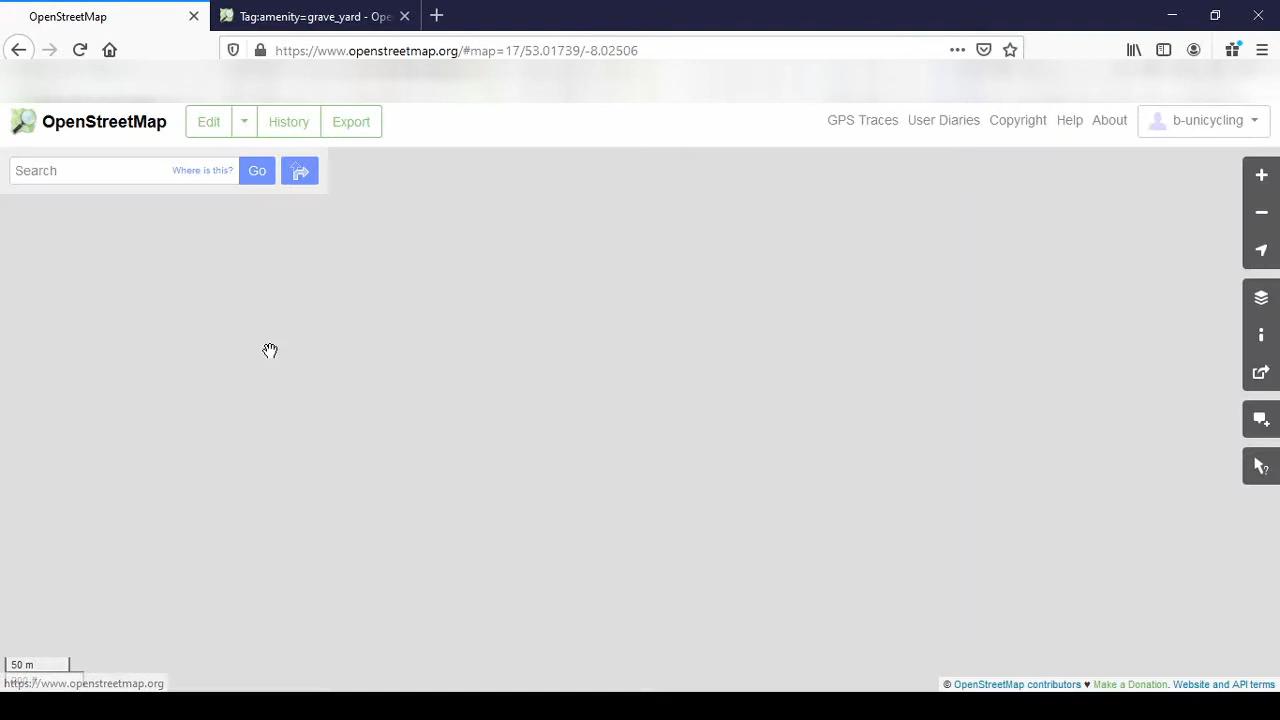 OpenStreetMap
Tag:amenity=grave_yard - Ope
https://www.openstreetmap.org/#map=17/53.01739/-8.02506
OpenStreetMap
Edit
History
Export
GPS Traces
User Diaries
Copyright
Help
About
b-unicycling
Search
Where is this?
Go
50 m
https://www.openstreetmap.org
© OpenStreetMap contributors ♥ Make a Donation. Website and API terms